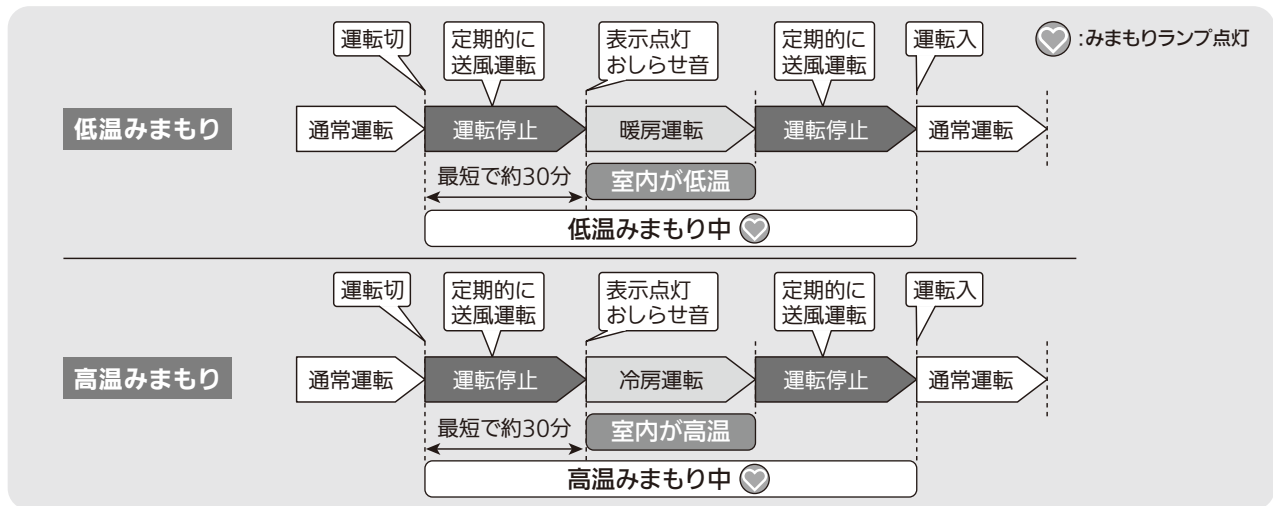 :みまもりランプ点灯
運転切
定期的に
送風運転
表示点灯
おしらせ音
定期的に
送風運転
運転入
低温みまもり
通常運転
運転停止
暖房運転
運転停止
通常運転
最短で約30分
室内が低温
低温みまもり中
運転切
定期的に
送風運転
表示点灯
おしらせ音
定期的に
送風運転
運転入
高温みまもり
通常運転
運転停止
冷房運転
運転停止
通常運転
最短で約30分
室内が高温
高温みまもり中